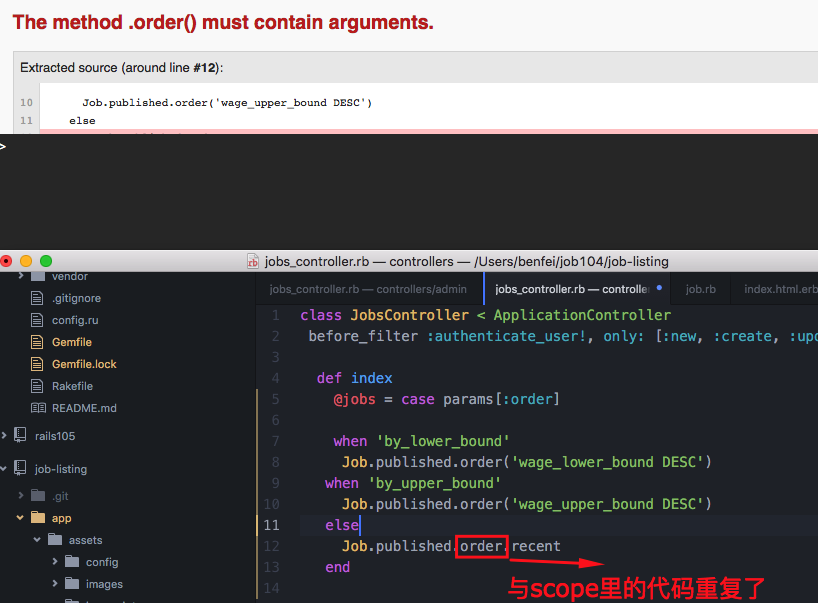 The method .order() must contain arguments.
Extracted source (around line #12):
10 Job.published.order('wage_upper_bound DESC')
11 else
>
jobs_controller.rb — controllers — /Users/benfei/job104/job-listing
vendor
.gitignore
config.ru
Gemfile
Gemfile.lock
Rakefile
README.md
rails105
job-listing
.git
app
assets
config
images
jobs_controller.rb — controllers/admin
jobs_controller.rb — controlle
job.rb
index.html.erb
1 class JobsController < ApplicationController
2 before_filter :authenticate_user!, only: [:new, :create, :upd
3
4 def index
5 @jobs = case params[:order]
6
7 when 'by_lower_bound'
8 Job.published.order('wage_lower_bound DESC')
9 when 'by_upper_bound'
10 Job.published.order('wage_upper_bound DESC')
11 else
12 Job.published.order.recent
13 end
14
与scope里的代码重复了